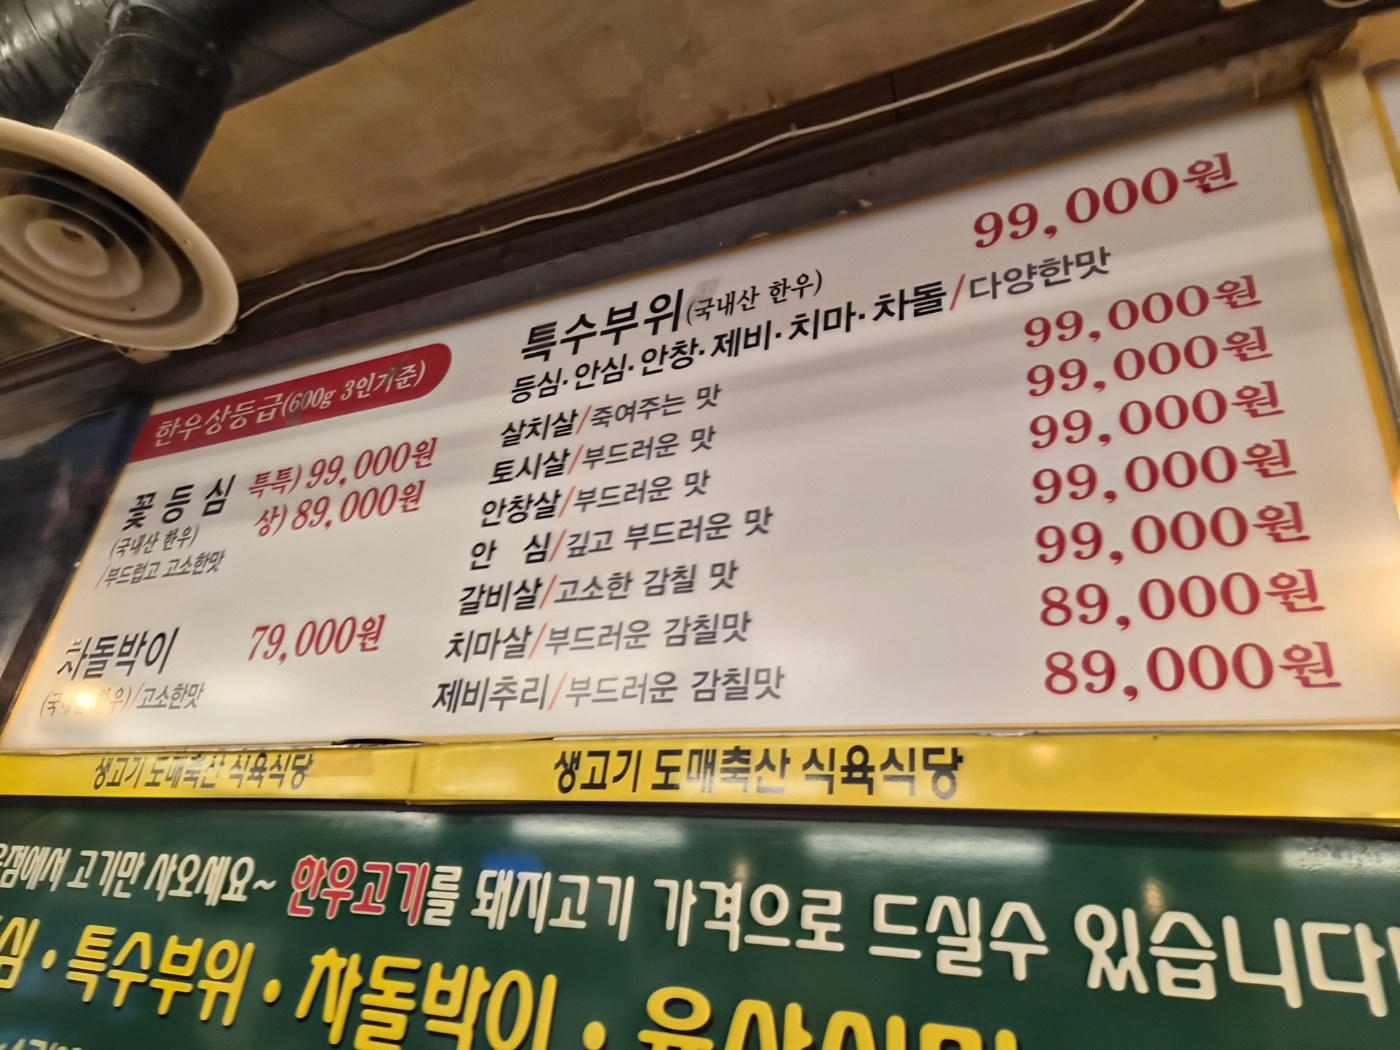 한우상등급(600g 3인기준)
꽃등심 특특) 99,000원
상) 89,000원
(국내산 한우)
/부드럽고 고소한맛
차돌박이 79,000원
(국내산 한우)/고소한맛
특수부위(국내산 한우) 99,000원
등심·안심·안창·제비·치마·차돌/다양한맛
살치살/죽여주는 맛 99,000원
토시살/부드러운 맛 99,000원
안창살/부드러운 맛 99,000원
안 심/깊고 부드러운 맛 99,000원
갈비살/고소한 감칠 맛 99,000원
치마살/부드러운 감칠맛 89,000원
제비추리/부드러운 감칠맛 89,000원
생고기 도매축산 식육식당
생고기 도매축산 식육식당
고기만 사오세요~ 한우고기를 돼지고기 가격으로 드실수 있습니다
특수부위·차돌박이·